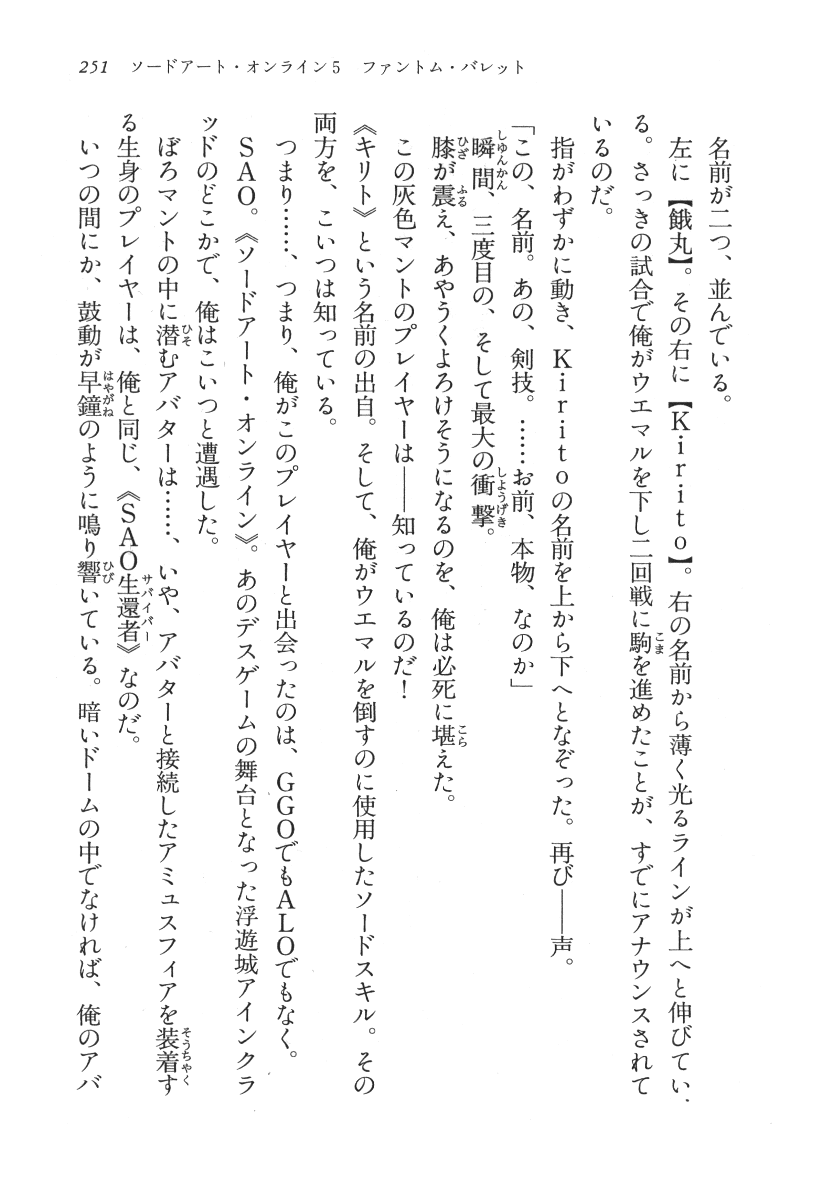 251　ソードアート・オンライン5　ファントム・バレット
　名前が二つ、並んでいる。
　左に【餓丸】。その右に【Kirito】。右の名前から薄く光るラインが上へと伸びてい
る。さっきの試合で俺がウエマルを下し二回戦に駒を進めたことが、すでにアナウンスされて
いるのだ。
　指がわずかに動き、Kiritoの名前を上から下へとなぞった。再び――声。
「この、名前。あの、剣技。……お前、本物、なのか」
　瞬間、三度目の、そして最大の衝撃。
　膝が震え、あやうくよろけそうになるのを、俺は必死に堪えた。
　この灰色マントのプレイヤーは――知っているのだ！
《キリト》という名前の出自。そして、俺がウエマルを倒すのに使用したソードスキル。その
両方を、こいつは知っている。
　つまり……、つまり、俺がこのプレイヤーと出会ったのは、GGOでもALOでもなく。
　SAO。《ソードアート・オンライン》。あのデスゲームの舞台となった浮遊城アインクラ
ッドのどこかで、俺はこいつと遭遇した。
　ぼろマントの中に潜むアバターは……、いや、アバターと接続したアミュスフィアを装着す
る生身のプレイヤーは、俺と同じ、《SAO生還者》なのだ。
　いつの間にか、鼓動が早鐘のように鳴り響いている。暗いドームの中でなければ、俺のアバ